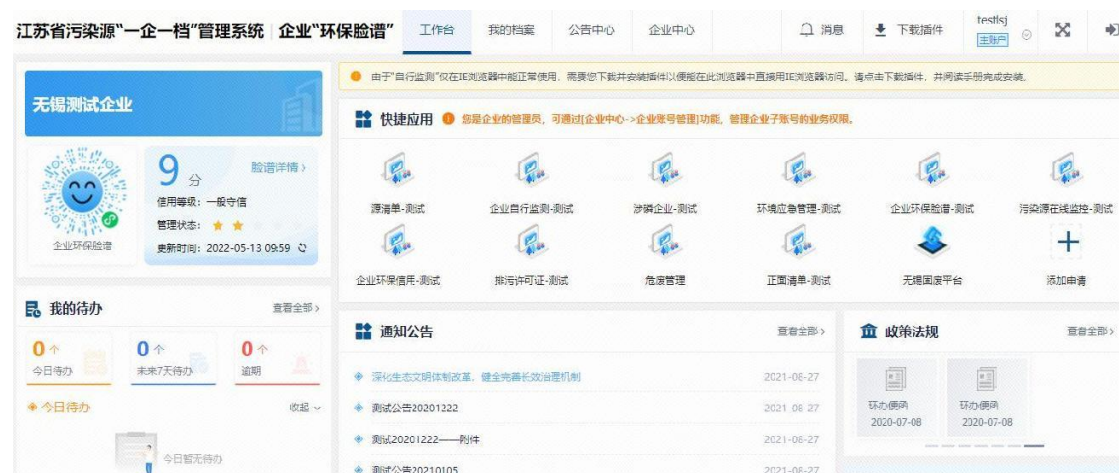 江苏省污染源“一企一档”管理系统 企业“环保脸谱”
工作台 我的档案 公告中心 企业中心 消息 下载插件 testlsj
主账户
由于“自行监测”仅在IE浏览器中能正常使用，需要您下载并安装插件以便能在此浏览器中直接用IE浏览器访问。请点击下载插件，并阅读手册完成安装。
无锡测试企业
9分 脸谱详情
信用等级：一般守信
管理状态：
更新时间：2022-05-13 09:59
企业环保脸谱
快捷应用 您是企业的管理员，可通过[企业中心->企业账号管理]功能，管理企业子账号的业务权限。
源清单-测试 企业自行监测-测试 涉磷企业-测试 环境应急管理-测试 企业环保脸谱-测试 污染源在线监控-测试
企业环保信用-测试 排污许可证-测试 危废管理 正面清单-测试 无锡固废平台 添加申请
我的待办 查看全部
0个 0个 0个
今日待办 未来7天待办 逾期
今日待办 收起
今日暂无待办
通知公告 查看全部
深化生态文明体制改革，健全完善长效治理机制 2021-08-27
测试公告20201222 2021-08-27
测试20201222——附件 2021-08-27
测试公告20210105 2021-08-27
政策法规 查看全部
环办便函 环办便函
2020-07-08 2020-07-08